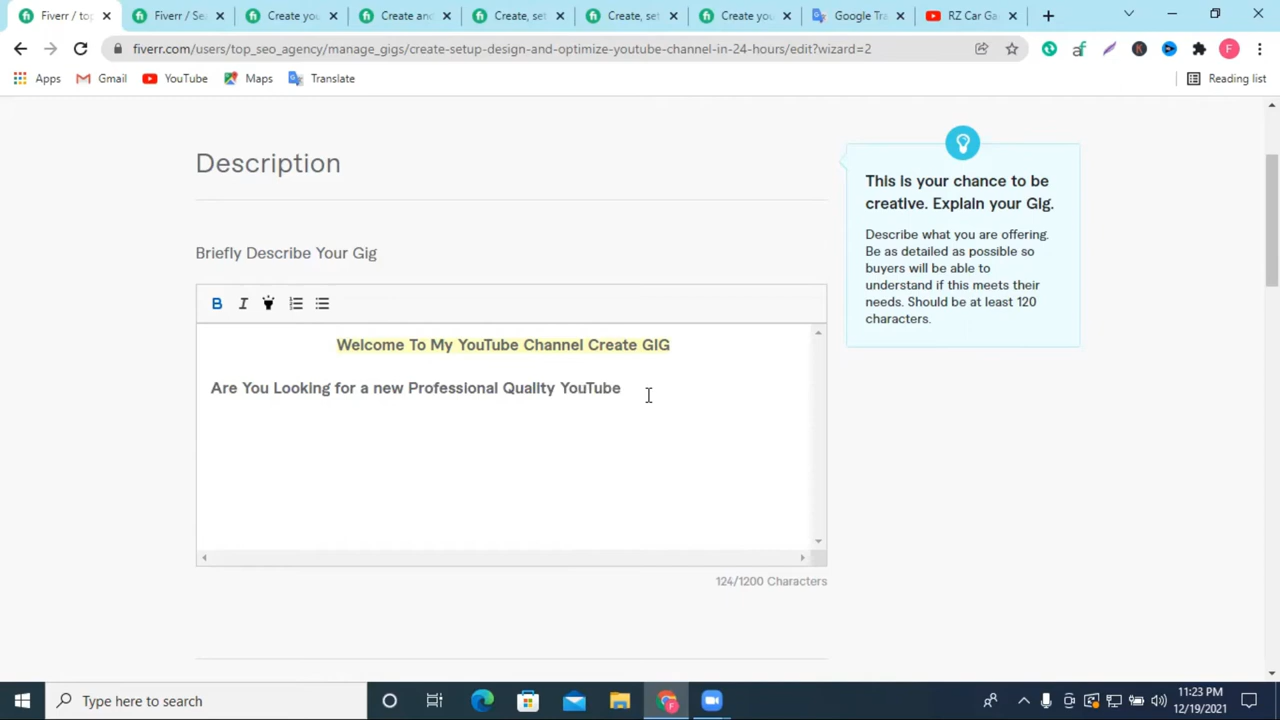 Fiverr / top
Fiverr / Se
Create you
Create and
Create, set
Create, set
Create you
Google Tra
RZ Car Ga
fiverr.com/users/top_seo_agency/manage_gigs/create-setup-design-and-optimize-youtube-channel-in-24-hours/edit?wizard=2
F
Apps
Gmail
YouTube
Maps
Translate
Reading list
Description
Briefly Describe Your Gig
B I
Welcome To My YouTube Channel Create GIG
Are You Looking for a new Professional Quality YouTube
124/1200 Characters
This is your chance to be
creative. Explain your Gig.
Describe what you are offering.
Be as detailed as possible so
buyers will be able to
understand if this meets their
needs. Should be at least 120
characters.
Type here to search
11:23 PM
12/19/2021